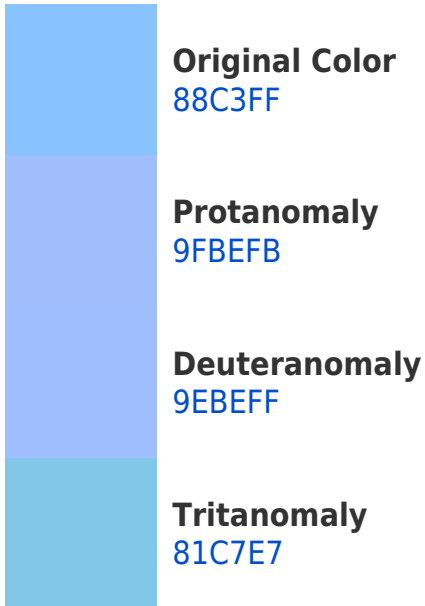 Original Color
88C3FF
Protanomaly
9FBEFB
Deuteranomaly
9EBEFF
Tritanomaly
81C7E7